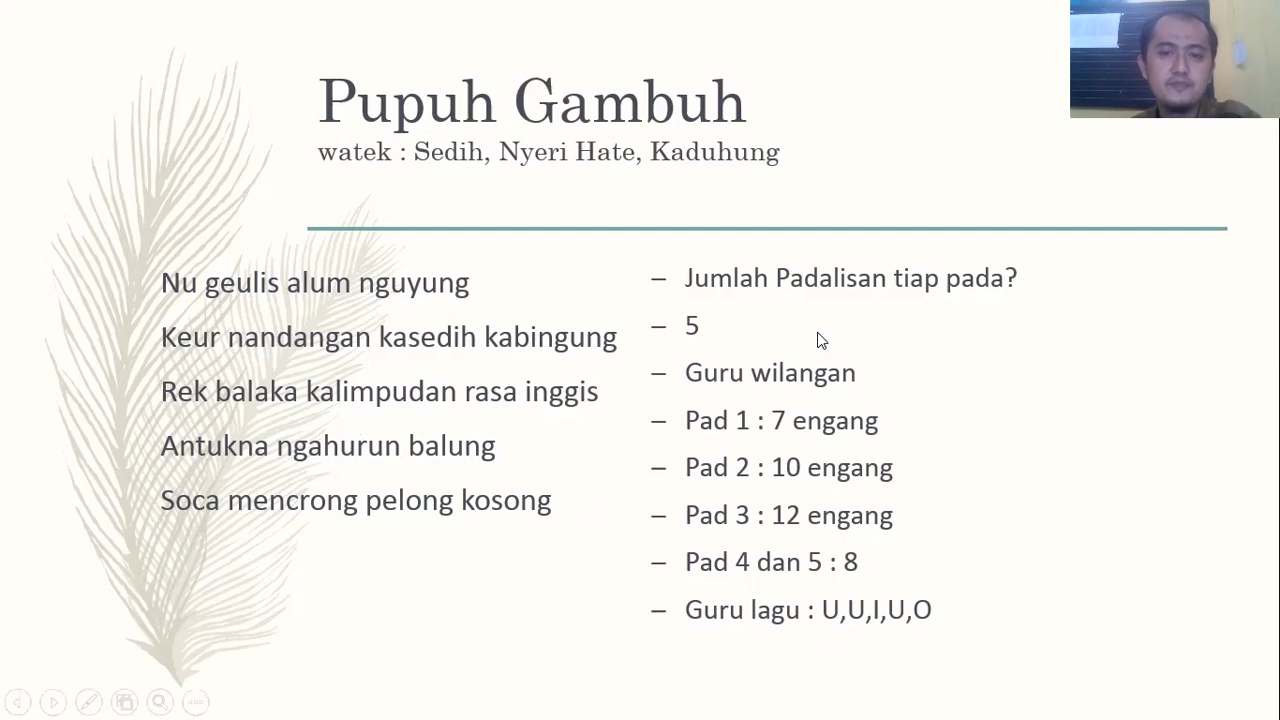 Pupuh Gambuh
watek : Sedih, Nyeri Hate, Kaduhung
Nu geulis alum nguyung
Keur nandangan kasedih kabingung
Rek balaka kalimpudan rasa inggis
Antukna ngahurun balung
Soca mencrong pelong kosong
– Jumlah Padalisan tiap pada?
– 5
– Guru wilangan
– Pad 1 : 7 engang
– Pad 2 : 10 engang
– Pad 3 : 12 engang
– Pad 4 dan 5 : 8
– Guru lagu : U,U,I,U,O